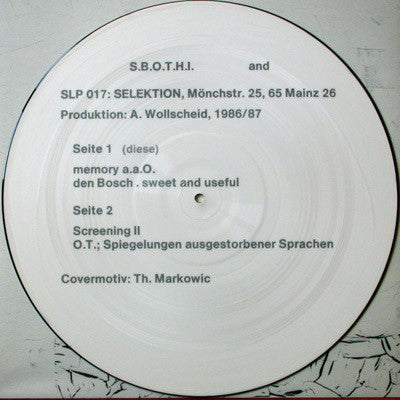 S.B.O.T.H.I. and
SLP 017: SELEKTION, Mönchstr. 25, 65 Mainz 26
Produktion: A. Wollscheid, 1986/87
Seite 1 (diese)
memory a.a.O.
den Bosch . sweet and useful
Seite 2
Screening II
O.T.; Spiegelungen ausgestorbener Sprachen
Covermotiv: Th. Markowic